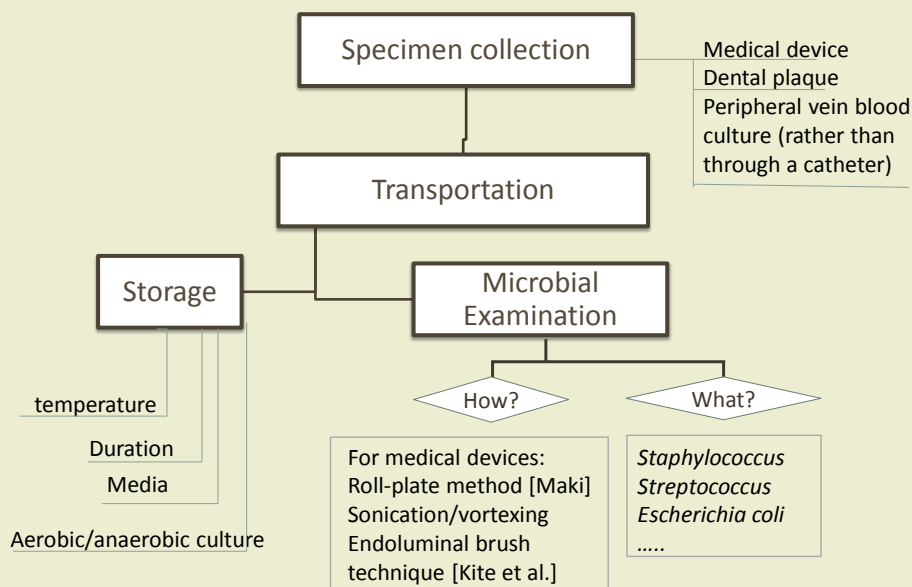 Specimen collection
Medical device
Dental plaque
Peripheral vein blood
culture (rather than
through a catheter)
Transportation
Storage
Microbial
Examination
temperature
Duration
Media
Aerobic/anaerobic culture
How?
What?
For medical devices:
Roll-plate method [Maki]
Sonication/vortexing
Endoluminal brush
technique [Kite et al.]
Staphylococcus
Streptococcus
Escherichia coli
…..